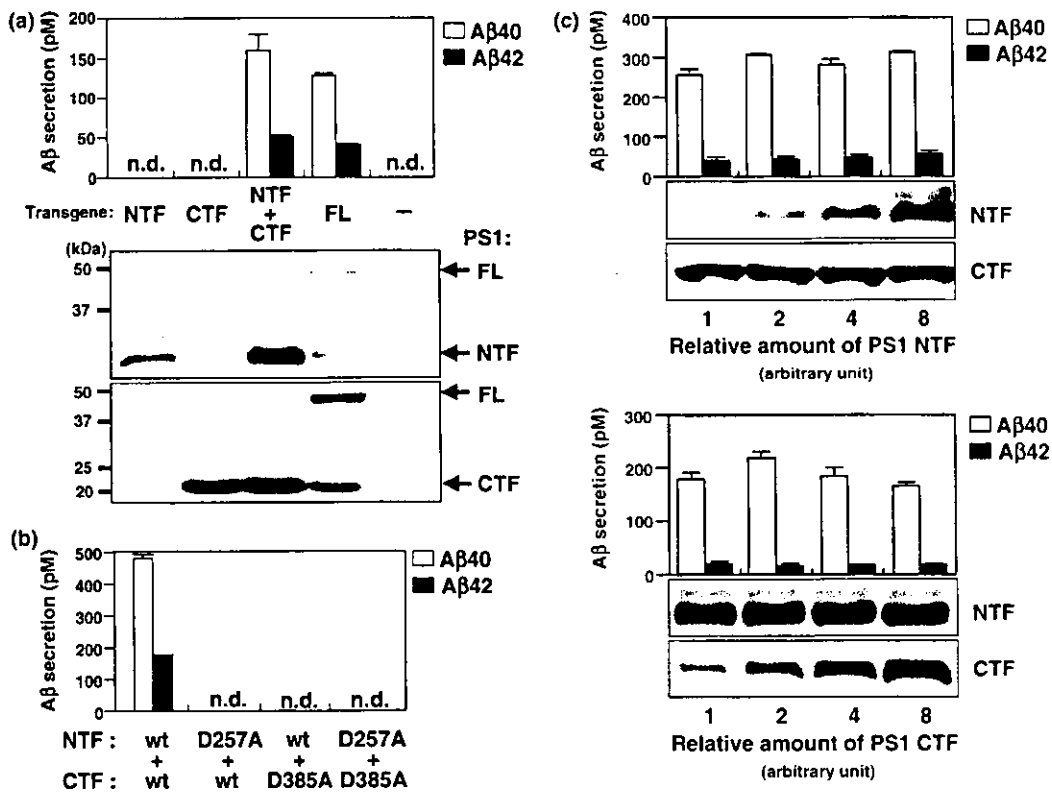 (a)
Aβ secretion (pM)
200
150
100
50
0
Aβ40
Aβ42
n.d. n.d. n.d.
Transgene: NTF CTF NTF + CTF FL –
PS1:
(kDa)
50
37
FL
NTF
50
37
25
20
FL
CTF
(b)
Aβ secretion (pM)
500
400
300
200
100
0
Aβ40
Aβ42
n.d. n.d. n.d.
NTF : wt D257A wt D257A
+ + + +
CTF : wt wt D385A D385A
(c)
Aβ secretion (pM)
400
300
200
100
0
Aβ40
Aβ42
NTF
CTF
1 2 4 8
Relative amount of PS1 NTF
(arbitrary unit)
Aβ secretion (pM)
300
200
100
0
Aβ40
Aβ42
NTF
CTF
1 2 4 8
Relative amount of PS1 CTF
(arbitrary unit)